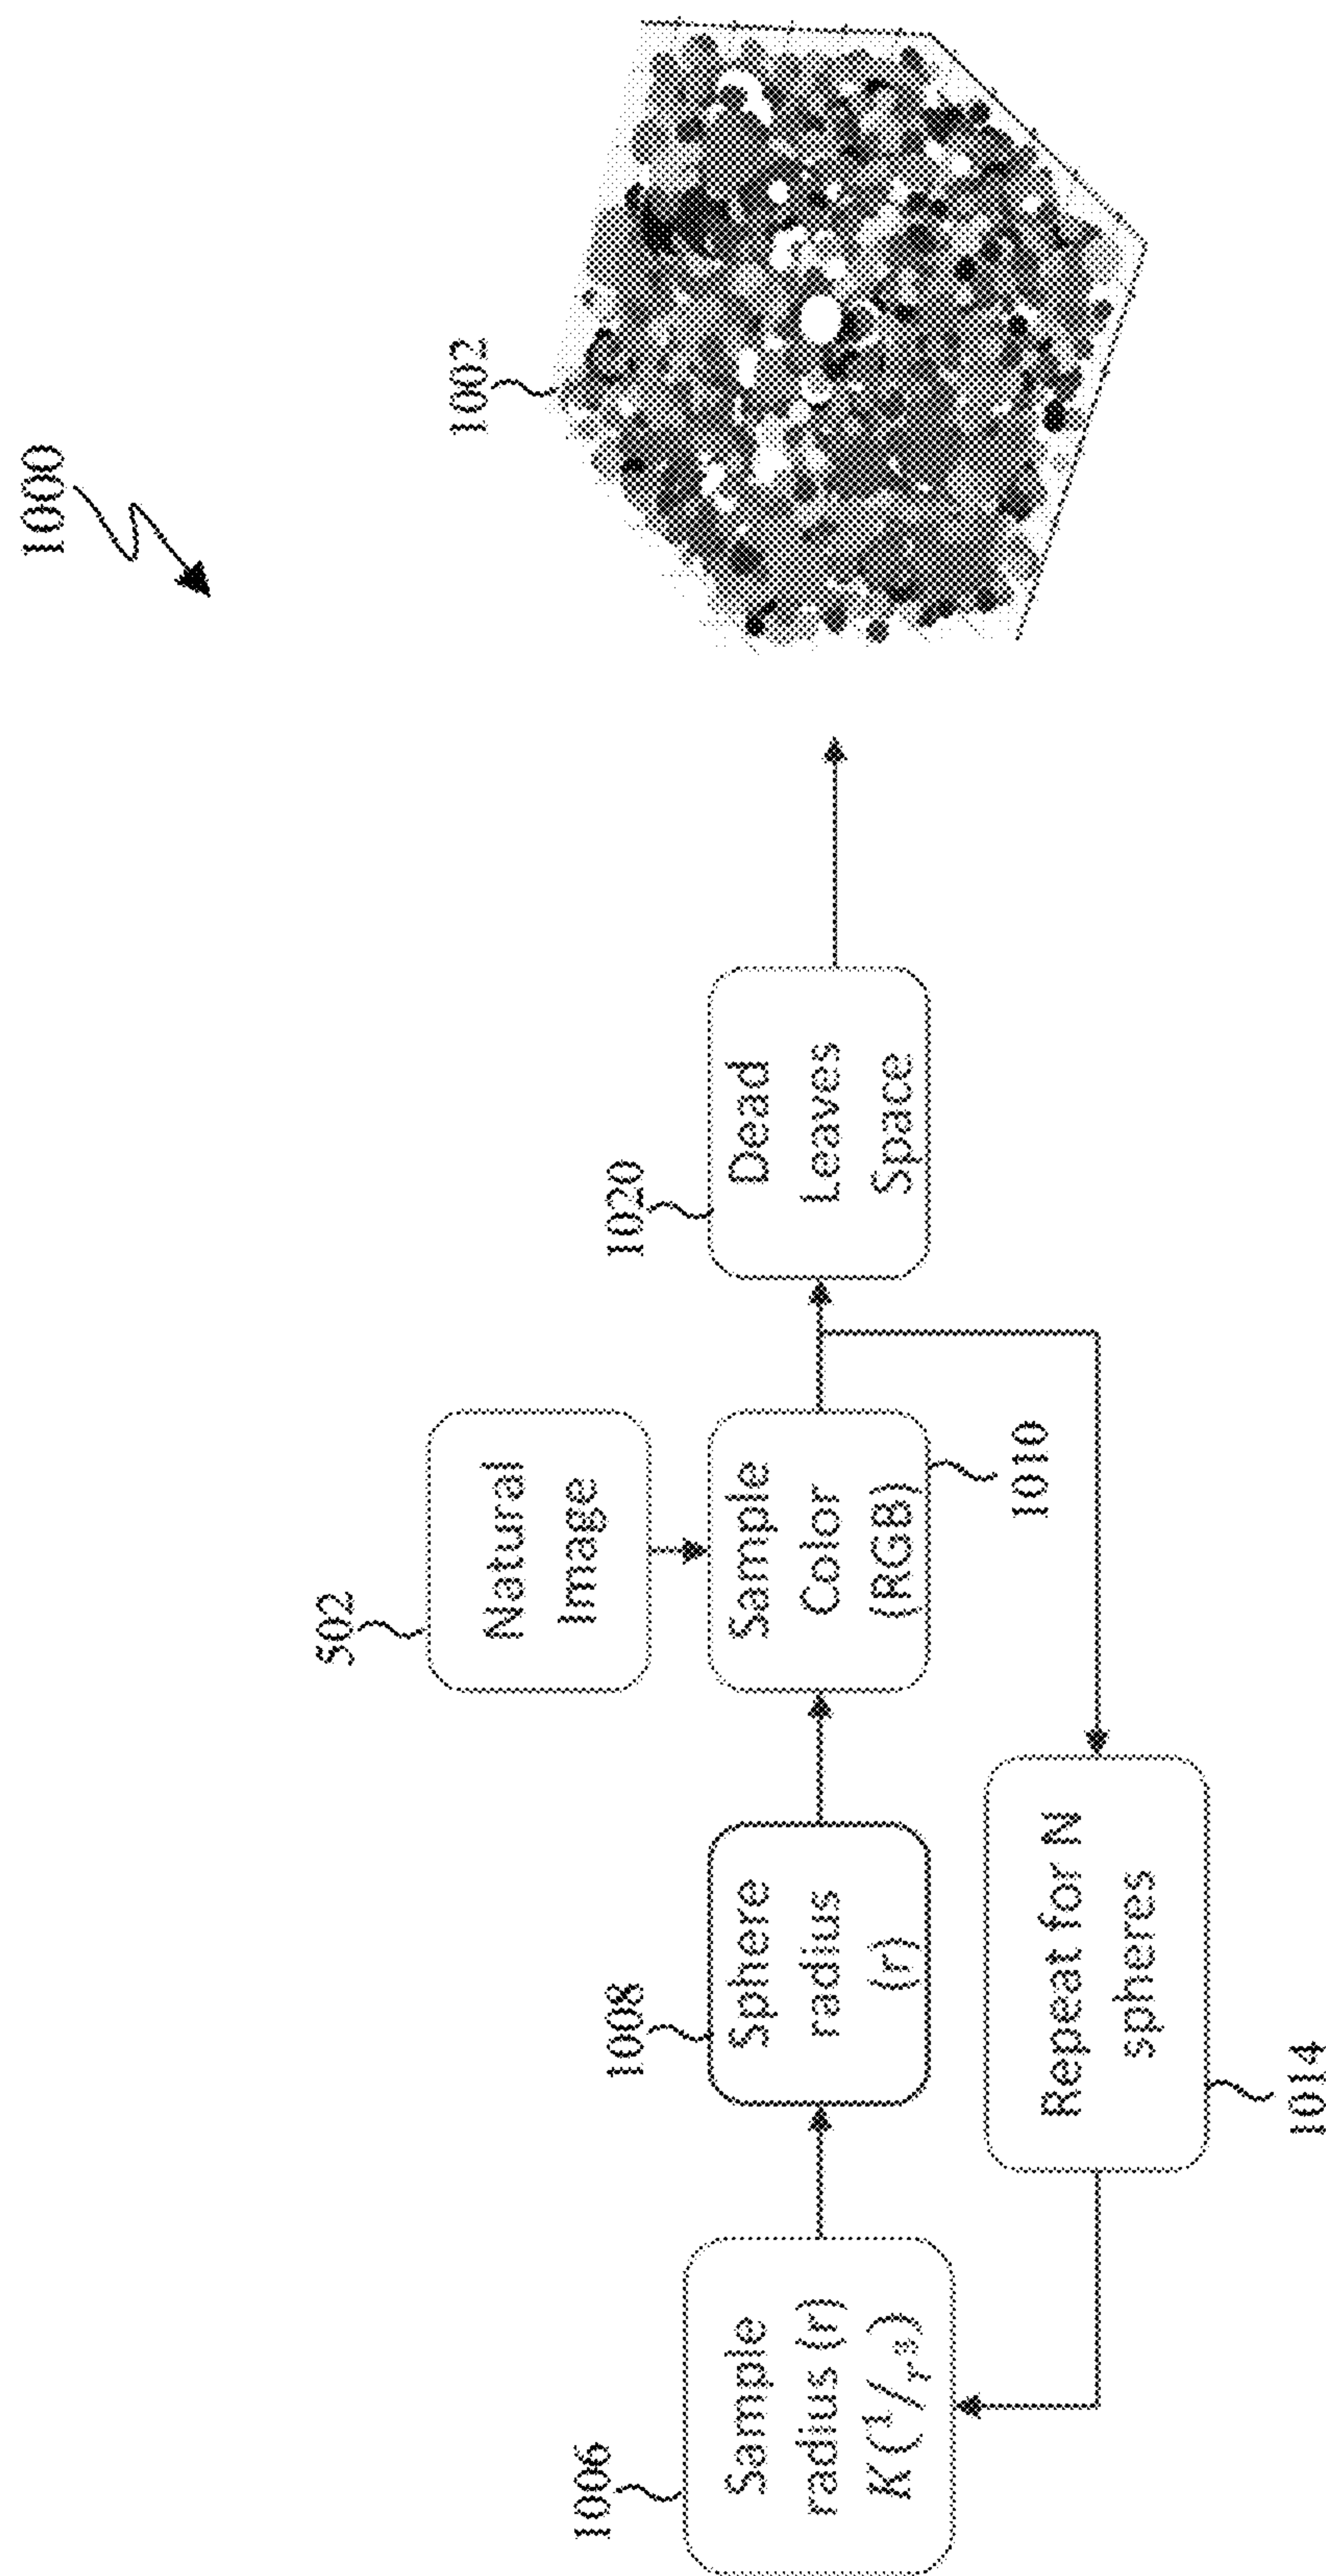 1000
502
1002
Natural
Image
1006
Sample
radius (r)
K(¹/r³)
1008
Sphere
radius
(r)
Sample
Color
(RGB)
1020
Dead
Leaves
Space
1010
Repeat for N
spheres
1014